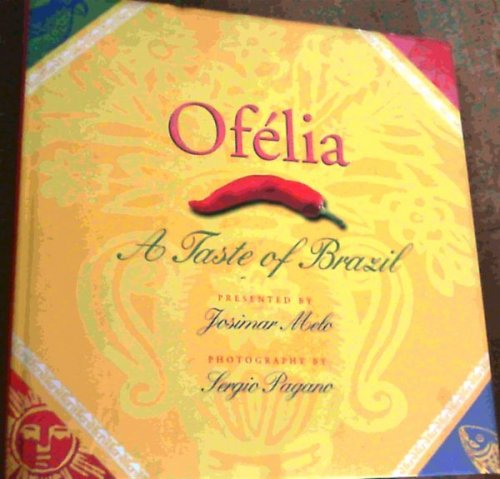 Ofélia
A Taste of Brazil
PRESENTED BY
Josimar Melo
PHOTOGRAPHY BY
Sergio Pagano